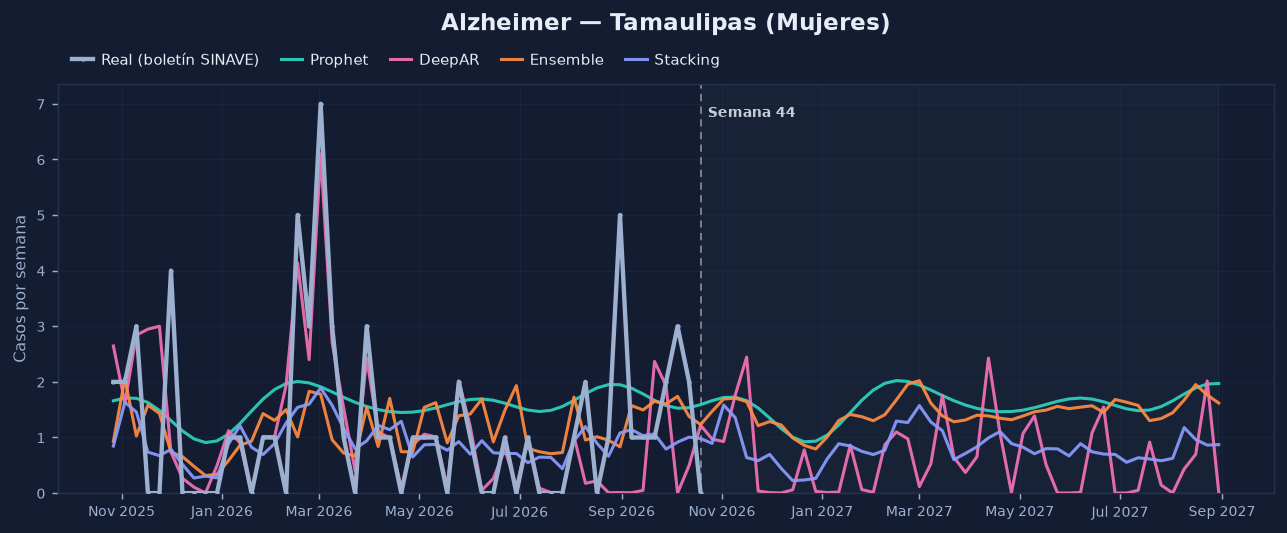 Alzheimer — Tamaulipas (Mujeres)
Real (boletín SINAVE) Prophet DeepAR Ensemble Stacking
Semana 44
Casos por semana
7
6
5
4
3
2
1
0
Nov 2025 Jan 2026 Mar 2026 May 2026 Jul 2026 Sep 2026 Nov 2026 Jan 2027 Mar 2027 May 2027 Jul 2027 Sep 2027